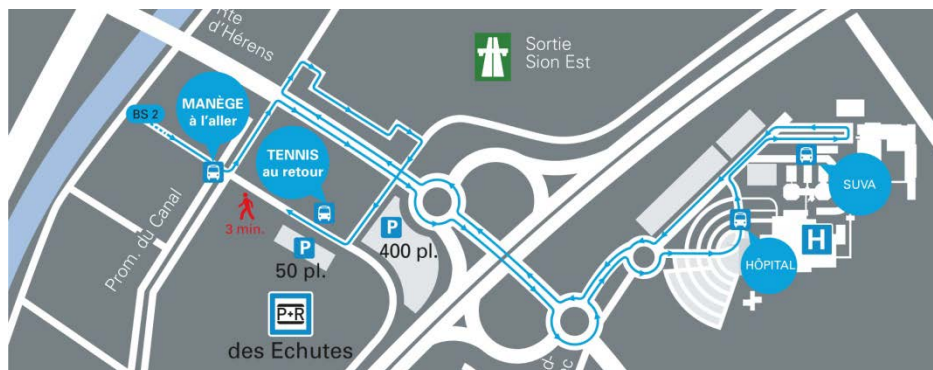 Rte
d'Hérens
Sortie
Sion Est
BS 2
MANÈGE
à l'aller
TENNIS
au retour
SUVA
Prom. du Canal
3 min.
P
50 pl.
P
400 pl.
H
HÔPITAL
P+R
des Echutes